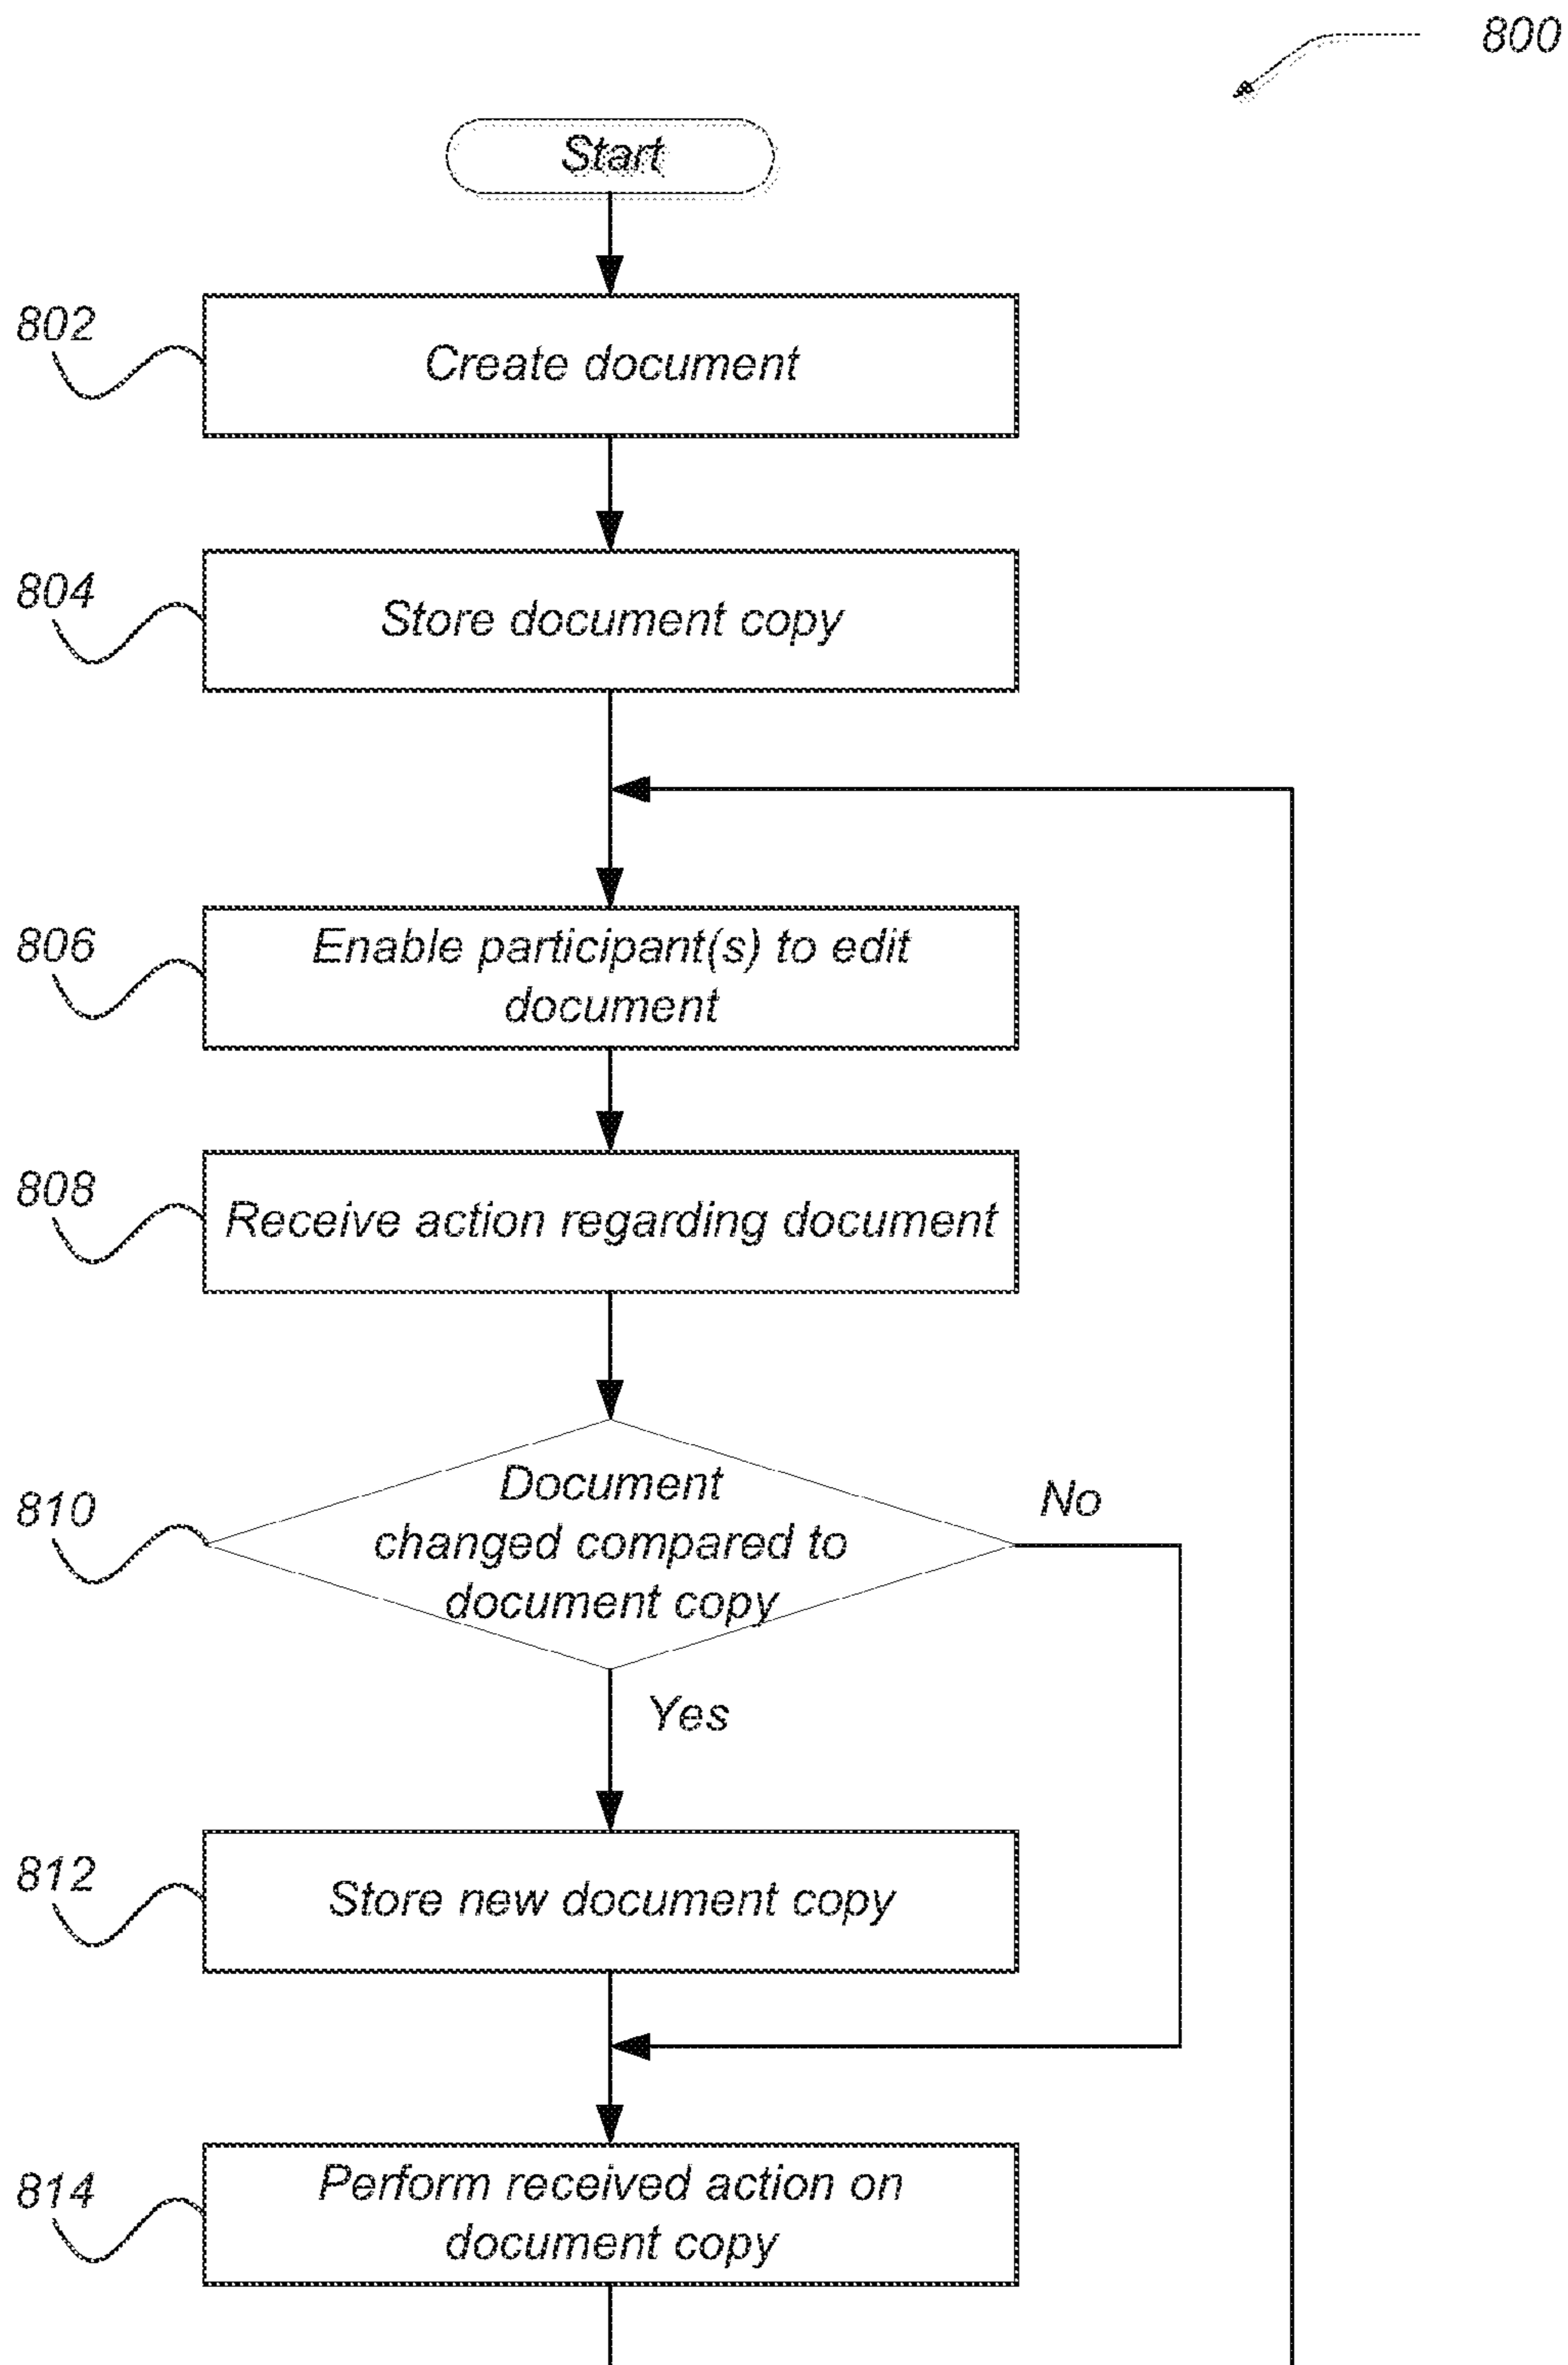 800
Start
802
Create document
804
Store document copy
806
Enable participant(s) to edit
document
808
Receive action regarding document
810
Document
changed compared to
document copy
No
Yes
812
Store new document copy
814
Perform received action on
document copy